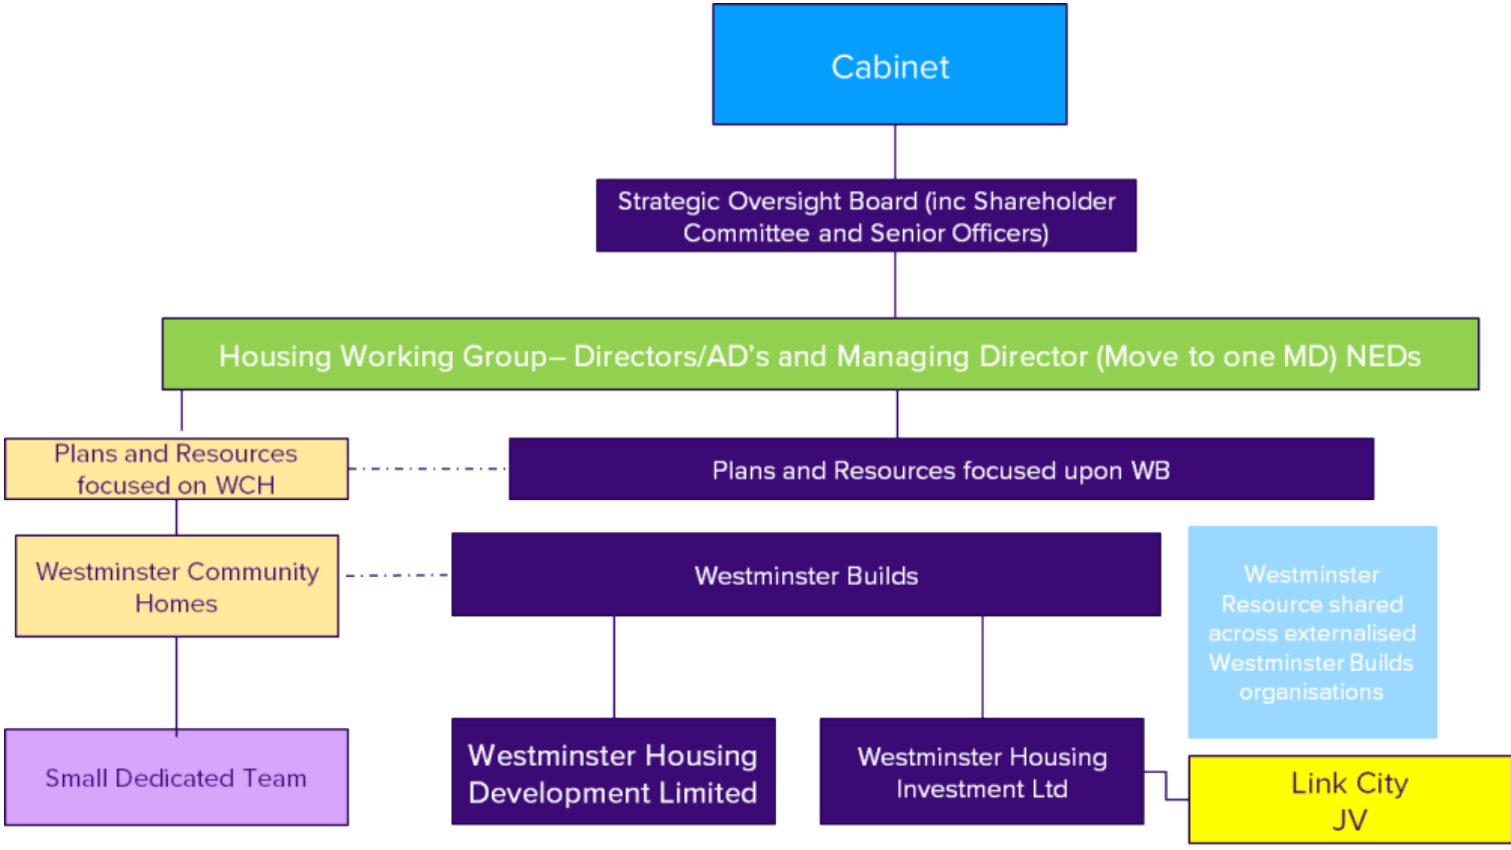 Cabinet
Strategic Oversight Board (inc Shareholder
Committee and Senior Officers)
Housing Working Group– Directors/AD's and Managing Director (Move to one MD) NEDs
Plans and Resources
focused on WCH
Plans and Resources focused upon WB
Westminster Community
Homes
Westminster Builds
Westminster
Resource shared
across externalised
Westminster Builds
organisations
Small Dedicated Team
Westminster Housing
Development Limited
Westminster Housing
Investment Ltd
Link City
JV